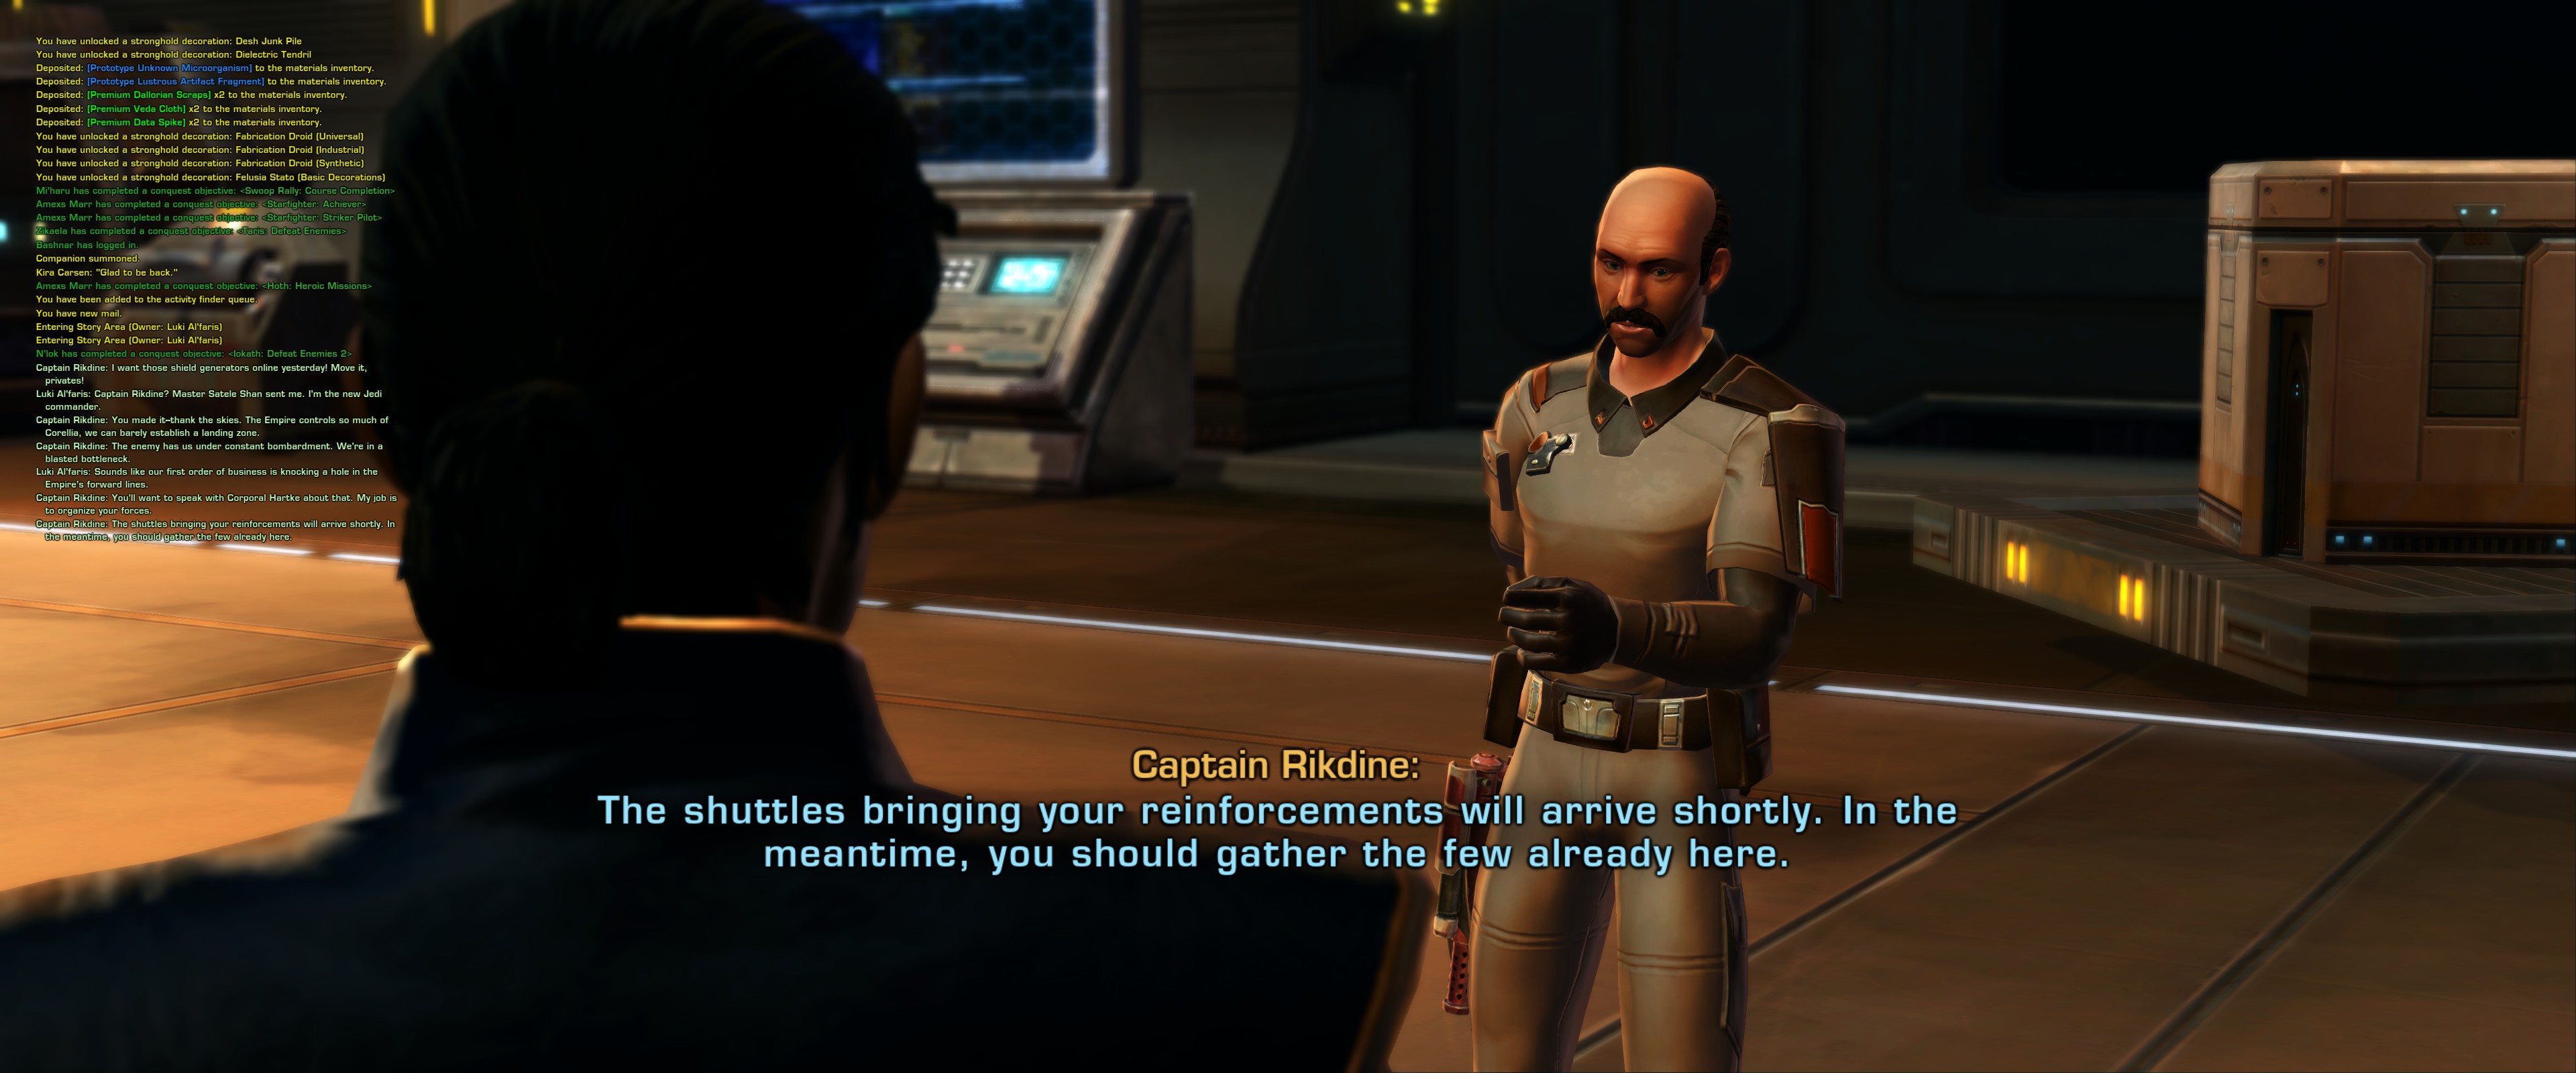 You have unlocked a stronghold decoration: Desh Junk Pile
You have unlocked a stronghold decoration: Dielectric Tendril
Deposited: [Prototype Unknown Microorganism] to the materials inventory.
Deposited: [Prototype Lustrous Artifact Fragment] to the materials inventory.
Deposited: [Premium Dallorian Scraps] x2 to the materials inventory.
Deposited: [Premium Veda Cloth] x2 to the materials inventory.
Deposited: [Premium Data Spike] x2 to the materials inventory.
You have unlocked a stronghold decoration: Fabrication Droid (Universal)
You have unlocked a stronghold decoration: Fabrication Droid (Industrial)
You have unlocked a stronghold decoration: Fabrication Droid (Synthetic)
You have unlocked a stronghold decoration: Felusia Stato (Basic Decorations)
Mi'haru has completed a conquest objective: <Swoop Rally: Course Completion>
Amexs Marr has completed a conquest objective: <Starfighter: Achiever>
Amexs Marr has completed a conquest objective: <Starfighter: Striker Pilot>
Zikaela has completed a conquest objective: <Taris: Defeat Enemies>
Bashnar has logged in.
Companion summoned.
Kira Carsen: "Glad to be back."
Amexs Marr has completed a conquest objective: <Hoth: Heroic Missions>
You have been added to the activity finder queue.
You have new mail.
Entering Story Area (Owner: Luki Al'faris)
Entering Story Area (Owner: Luki Al'faris)
N'lok has completed a conquest objective: <Iokath: Defeat Enemies 2>
Captain Rikdine: I want those shield generators online yesterday! Move it,
privates!
Luki Al'faris: Captain Rikdine? Master Satele Shan sent me. I'm the new Jedi
commander.
Captain Rikdine: You made it–thank the skies. The Empire controls so much of
Corellia, we can barely establish a landing zone.
Captain Rikdine: The enemy has us under constant bombardment. We're in a
blasted bottleneck.
Luki Al'faris: Sounds like our first order of business is knocking a hole in the
Empire's forward lines.
Captain Rikdine: You'll want to speak with Corporal Hartke about that. My job is
to organize your forces.
Captain Rikdine: The shuttles bringing your reinforcements will arrive shortly. In
the meantime, you should gather the few already here.
Captain Rikdine:
The shuttles bringing your reinforcements will arrive shortly. In the
meantime, you should gather the few already here.